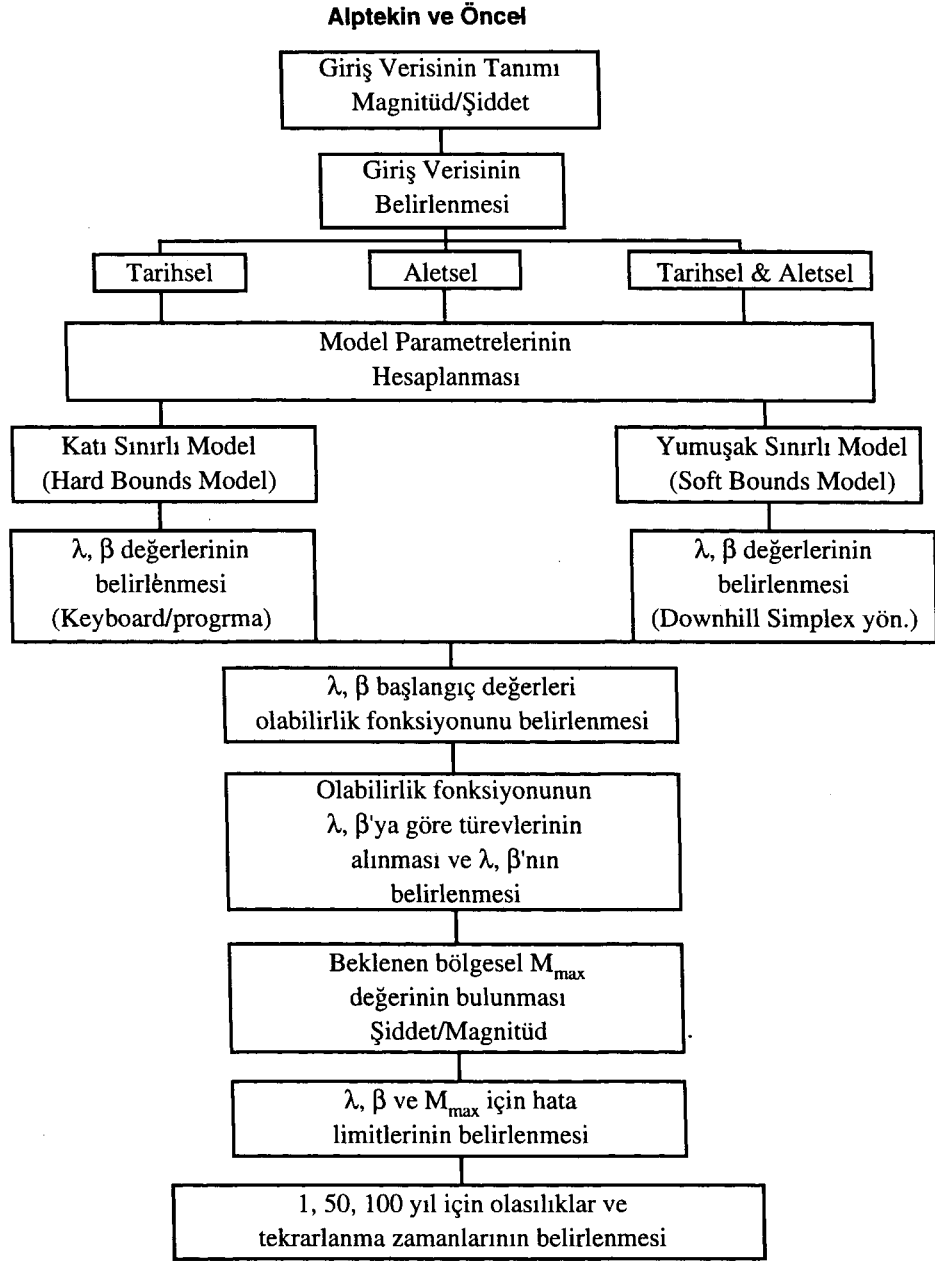 Alptekin ve Öncel
Giriş Verisinin Tanımı
Magnitüd/Şiddet
Giriş Verisinin
Belirlenmesi
Tarihsel
Aletsel
Tarihsel & Aletsel
Model Parametrelerinin
Hesaplanması
Katı Sınırlı Model
(Hard Bounds Model)
Yumuşak Sınırlı Model
(Soft Bounds Model)
λ, β değerlerinin
belirlenmesi
(Keyboard/progrma)
λ, β değerlerinin
belirlenmesi
(Downhill Simplex yön.)
λ, β başlangıç değerleri
olabilirlik fonksiyonunu belirlenmesi
Olabilirlik fonksiyonunun
λ, β'ya göre türevlerinin
alınması ve λ, β'nın
belirlenmesi
Beklenen bölgesel Mmax
değerinin bulunması
Şiddet/Magnitüd
λ, β ve Mmax için hata
limitlerinin belirlenmesi
1, 50, 100 yıl için olasılıklar ve
tekrarlanma zamanlarının belirlenmesi